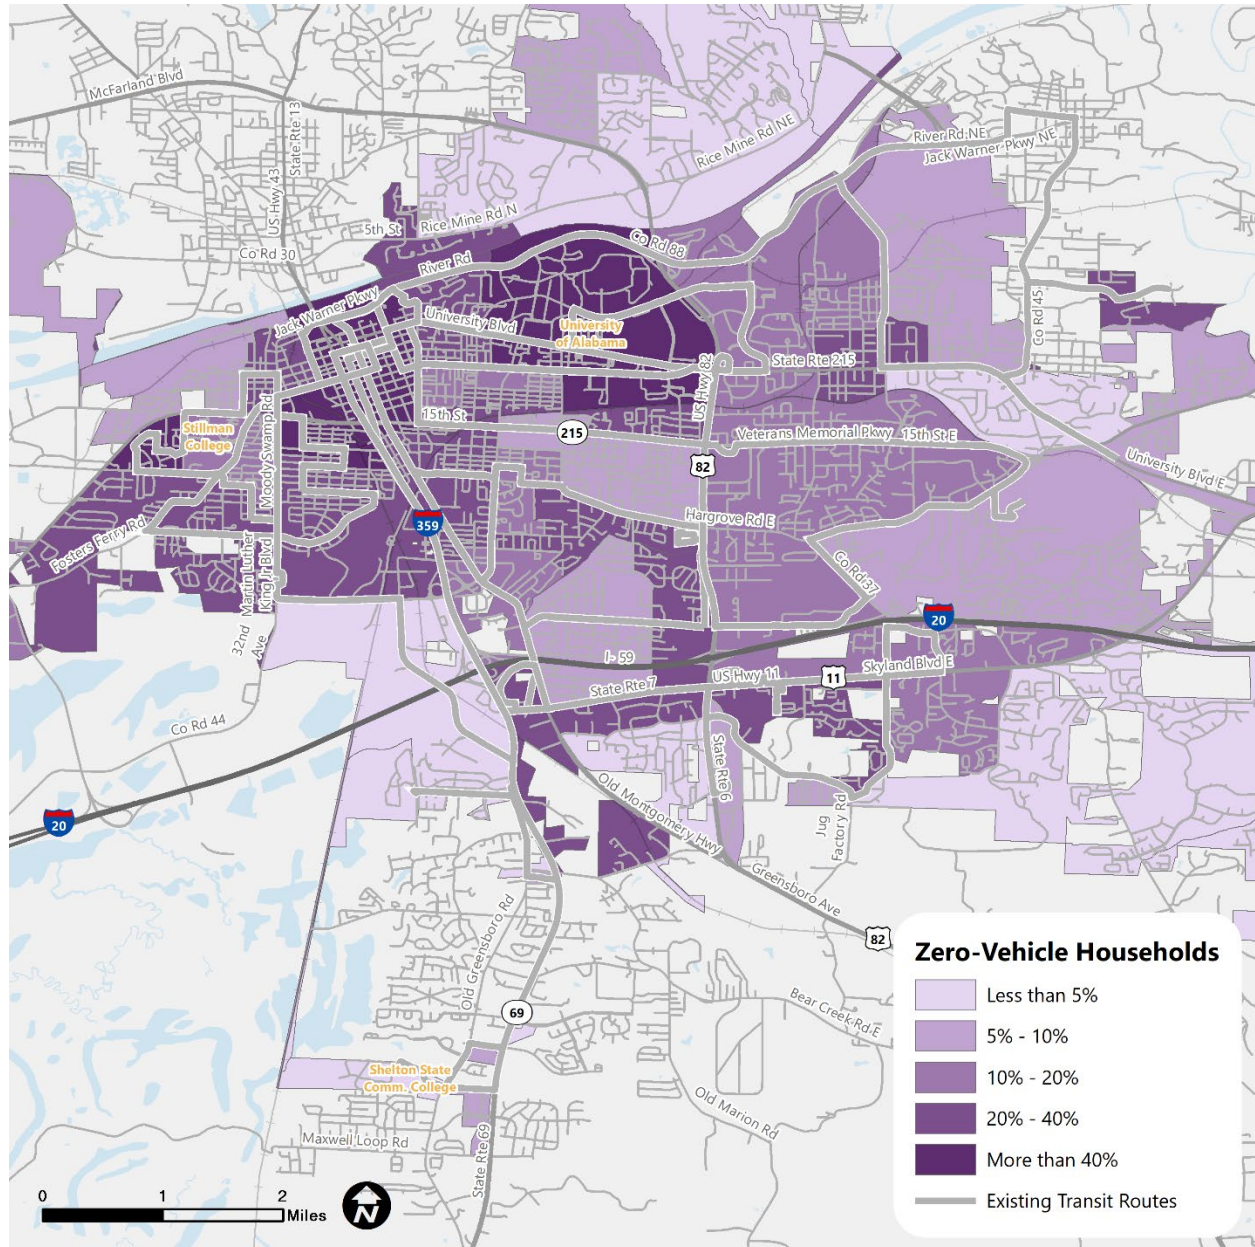 McFarland Blvd
State Rte 13
US Hwy 43
Rice Mine Rd NE
River Rd NE
Jack Warner Pkwy NE
5th St
Rice Mine Rd N
Co Rd 30
River Rd
Co Rd 88
Jack Warner Pkwy
University Blvd
University
of Alabama
Co Rd 45
State Rte 215
US Hwy 82
15th St
215
Stillman
College
Moody Swamp Rd
Veterans Memorial Pkwy
15th St E
82
University Blvd E
359
Hargrove Rd E
Fosters Ferry Rd
Martin Luther
King Jr Blvd
Co Rd 37
32nd
Ave
20
I- 59
Skyland Blvd E
US Hwy 11
11
State Rte 7
Co Rd 44
State Rte 6
20
Old Montgomery Hwy
Jug
Factory Rd
Greensboro Ave
82
Old Greensboro Rd
69
Bear Creek Rd E
Shelton State
Comm. College
Old Marion Rd
Maxwell Loop Rd
State Rte 69
Zero-Vehicle Households
Less than 5%
5% - 10%
10% - 20%
20% - 40%
More than 40%
Existing Transit Routes
0 1 2
Miles
N